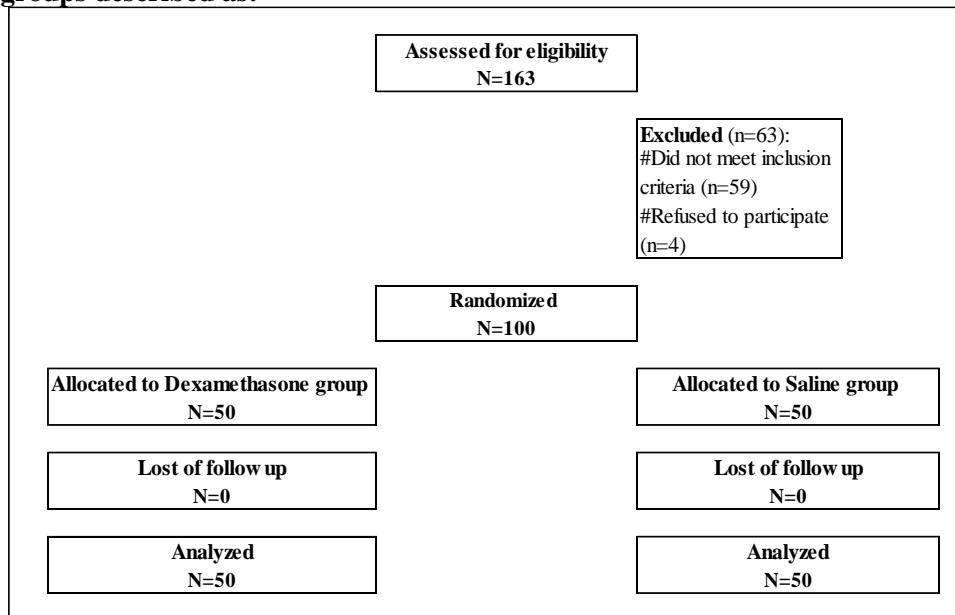 groups described as:
Assessed for eligibility
N=163
Excluded (n=63):
#Did not meet inclusion
criteria (n=59)
#Refused to participate
(n=4)
Randomized
N=100
Allocated to Dexamethasone group
N=50
Allocated to Saline group
N=50
Lost of follow up
N=0
Lost of follow up
N=0
Analyzed
N=50
Analyzed
N=50